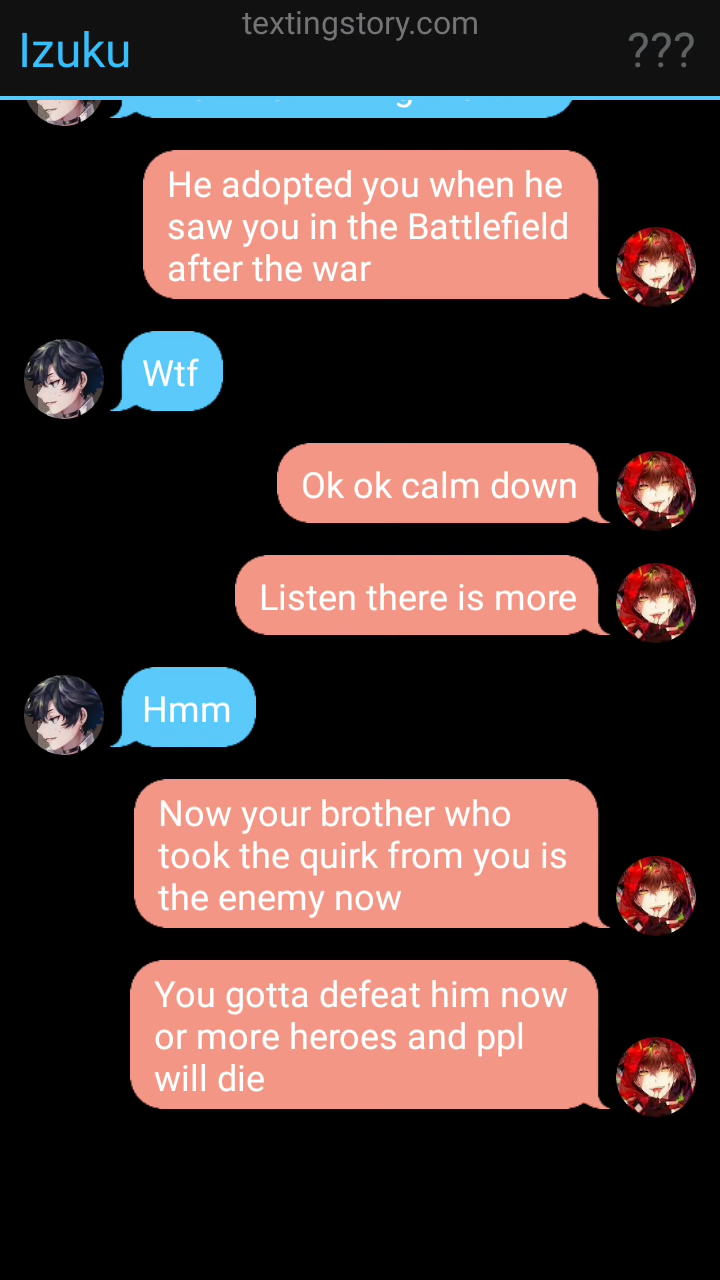 textingstory.com
Izuku
???
He adopted you when he
saw you in the Battlefield
after the war
Wtf
Ok ok calm down
Listen there is more
Hmm
Now your brother who
took the quirk from you is
the enemy now
You gotta defeat him now
or more heroes and ppl
will die